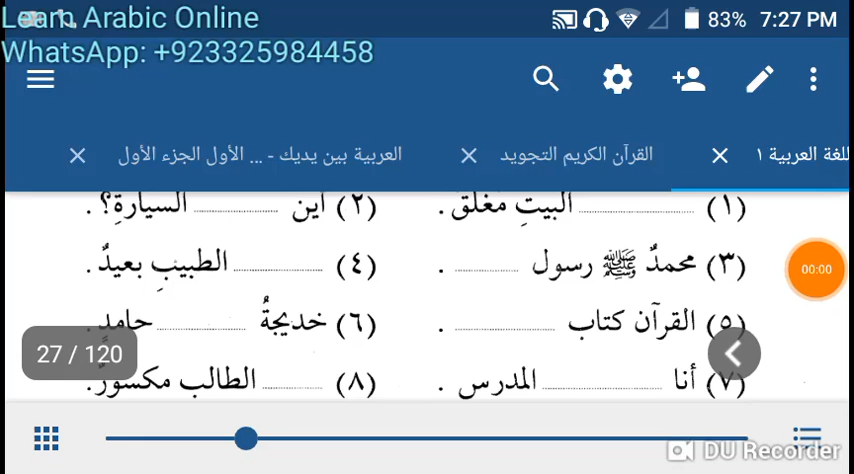 Learn Arabic Online
83% 7:27 PM
WhatsApp: +923325984458
للغة العربية ١ القرآن الكريم التجويد العربية بين يديك - ... الأول الجزء الأول
(١) .................... البيتِ مغلق . (٢) أين .................... السيارةِ؟ .
(٣) محمدٌ ﷺ رسول .................... . (٤) .................... الطبيبِ بعيدٌ .
(٥) القرآن كتاب .................... . (٦) خديجةُ .................... حامدٍ .
(٧) أنا .................... المدرس . (٨) .................... الطالب مكسورٌ .
00:00
27 / 120
DU Recorder